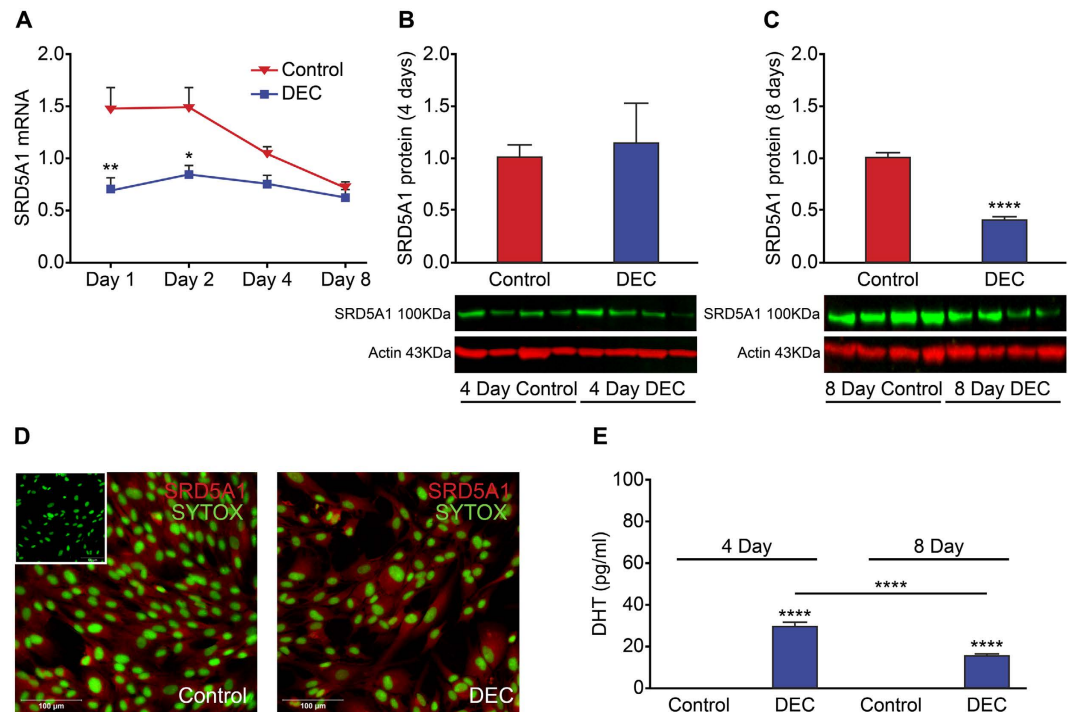 A
SRD5A1 mRNA
2.0
1.5
1.0
0.5
0.0
Control
DEC
**
*
Day 1 Day 2 Day 4 Day 8
B
SRD5A1 protein (4 days)
2.0
1.5
1.0
0.5
0.0
Control DEC
SRD5A1 100KDa
Actin 43KDa
4 Day Control 4 Day DEC
C
SRD5A1 protein (8 days)
2.0
1.5
1.0
0.5
0.0
****
Control DEC
SRD5A1 100KDa
Actin 43KDa
8 Day Control 8 Day DEC
D
SRD5A1
SYTOX
Control
100 µm
SRD5A1
SYTOX
DEC
100 µm
E
DHT (pg/ml)
100
80
60
40
20
0
4 Day 8 Day
****
****
****
Control DEC Control DEC